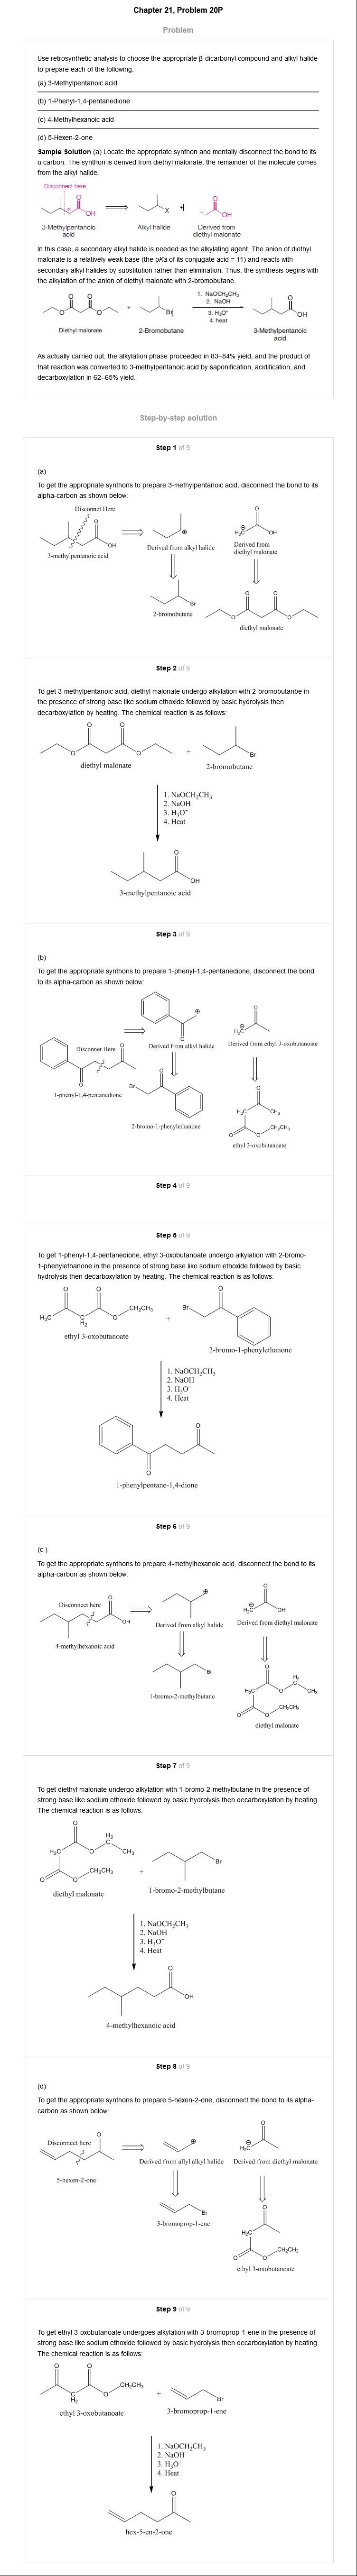 Chapter 21, Problem 20P
Problem
Use retrosynthetic analysis to choose the appropriate β-dicarbonyl compound and alkyl halide
to prepare each of the following:
(a) 3-Methylpentanoic acid
(b) 1-Phenyl-1,4-pentanedione
(c) 4-Methylhexanoic acid
(d) 5-Hexen-2-one
Sample Solution (a) Locate the appropriate synthon and mentally disconnect the bond to its
α carbon. The synthon is derived from diethyl malonate, the remainder of the molecule comes
from the alkyl halide.
Disconnect here
O
OH
X
O
OH
3-Methylpentanoic
acid
Alkyl halide
Derived from
diethyl malonate
In this case, a secondary alkyl halide is needed as the alkylating agent. The anion of diethyl
malonate is a relatively weak base (the pKa of its conjugate acid = 11) and reacts with
secondary alkyl halides by substitution rather than elimination. Thus, the synthesis begins with
the alkylation of the anion of diethyl malonate with 2-bromobutane.
O O
O O
+
Br
1. NaOCH₂CH₃
2. NaOH
3. H₃O⁺
4. heat
O
OH
Diethyl malonate
2-Bromobutane
3-Methylpentanoic
acid
As actually carried out, the alkylation phase proceeded in 83–84% yield, and the product of
that reaction was converted to 3-methylpentanoic acid by saponification, acidification, and
decarboxylation in 62–65% yield.
Step-by-step solution
Step 1 of 9
(a)
To get the appropriate synthons to prepare 3-methylpentanoic acid, disconnect the bond to its
alpha-carbon as shown below:
Disconnet Here
O
OH
3-methylpentanoic acid
⊕
Derived from alkyl halide
O
H₂C
OH
Derived from
diethyl malonate
Br
2-bromobutane
O O
O O
diethyl malonate
Step 2 of 9
To get 3-methylpentanoic acid, diethyl malonate undergo alkylation with 2-bromobutanbe in
the presence of strong base like sodium ethoxide followed by basic hydrolysis then
decarboxylation by heating. The chemical reaction is as follows:
O O
O O
diethyl malonate
+
Br
2-bromobutane
1. NaOCH₂CH₃
2. NaOH
3. H₃O⁺
4. Heat
O
OH
3-methylpentanoic acid
Step 3 of 9
(b)
To get the appropriate synthons to prepare 1-phenyl-1,4-pentanedione, disconnect the bond
to its alpha-carbon as shown below:
Disconnet Here
O
O
1-phenyl-1,4-pentanedione
⊕
O
Derived from alkyl halide
O
H₂C
Derived from ethyl 3-oxobutanoate
Br
O
2-bromo-1-phenylethanone
O
H₂C
CH₃
O
O
CH₂CH₃
ethyl 3-oxobutanoate
Step 4 of 9
Step 5 of 9
To get 1-phenyl-1,4-pentanedione, ethyl 3-oxobutanoate undergo alkylation with 2-bromo-
1-phenylethanone in the presence of strong base like sodium ethoxide followed by basic
hydrolysis then decarboxylation by heating. The chemical reaction is as follows:
O O
H₃C
C
H₂
O
CH₂CH₃
ethyl 3-oxobutanoate
+
Br
O
2-bromo-1-phenylethanone
1. NaOCH₂CH₃
2. NaOH
3. H₃O⁺
4. Heat
O
O
1-phenylpentane-1,4-dione
Step 6 of 9
(c )
To get the appropriate synthons to prepare 4-methylhexanoic acid, disconnect the bond to its
alpha-carbon as shown below:
Disconnect here
O
OH
4-methylhexanoic acid
⊕
Derived from alkyl halide
O
H₂C
OH
Derived from diethyl malonate
Br
1-bromo-2-methylbutane
O
H₂C
O
H₂
C
CH₃
O
O
CH₂CH₃
diethyl malonate
Step 7 of 9
To get diethyl malonate undergo alkylation with 1-bromo-2-methylbutane in the presence of
strong base like sodium ethoxide followed by basic hydrolysis then decarboxylation by heating.
The chemical reaction is as follows:
O
H₂C
O
H₂
C
CH₃
O
O
CH₂CH₃
diethyl malonate
+
Br
1-bromo-2-methylbutane
1. NaOCH₂CH₃
2. NaOH
3. H₃O⁺
4. Heat
O
OH
4-methylhexanoic acid
Step 8 of 9
(d)
To get the appropriate synthons to prepare 5-hexen-2-one, disconnect the bond to its alpha-
carbon as shown below:
Disconnect here
O
5-hexen-2-one
⊕
Derived from allyl alkyl halide
O
H₂C
Derived from diethyl malonate
Br
3-bromoprop-1-ene
O
H₂C
O
O
CH₂CH₃
ethyl 3-oxobutanoate
Step 9 of 9
To get ethyl 3-oxobutanoate undergoes alkylation with 3-bromoprop-1-ene in the presence of
strong base like sodium ethoxide followed by basic hydrolysis then decarboxylation by heating.
The chemical reaction is as follows:
O O
C
H₂
O
CH₂CH₃
ethyl 3-oxobutanoate
+
Br
3-bromoprop-1-ene
1. NaOCH₂CH₃
2. NaOH
3. H₃O⁺
4. Heat
O
hex-5-en-2-one